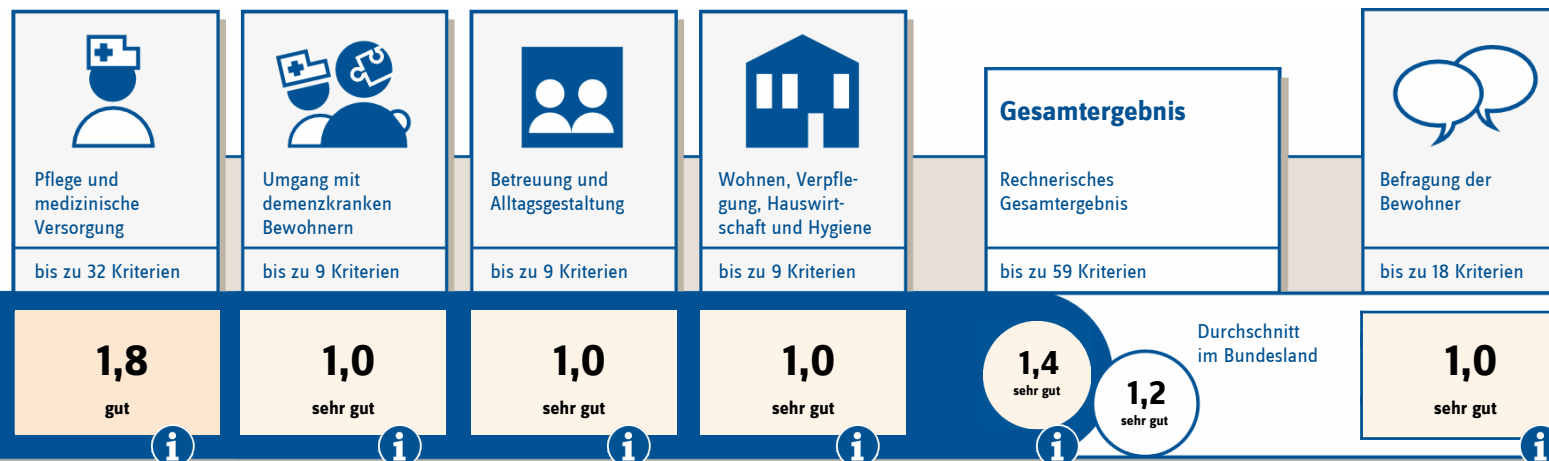 Pflege und
medizinische
Versorgung
bis zu 32 Kriterien
1,8
gut
Umgang mit
demenzkranken
Bewohnern
bis zu 9 Kriterien
1,0
sehr gut
Betreuung und
Alltagsgestaltung
bis zu 9 Kriterien
1,0
sehr gut
Wohnen, Verpfle-
gung, Hauswirt-
schaft und Hygiene
bis zu 9 Kriterien
1,0
sehr gut
Gesamtergebnis
Rechnerisches
Gesamtergebnis
bis zu 59 Kriterien
1,4
sehr gut
1,2
sehr gut
Durchschnitt
im Bundesland
Befragung der
Bewohner
bis zu 18 Kriterien
1,0
sehr gut